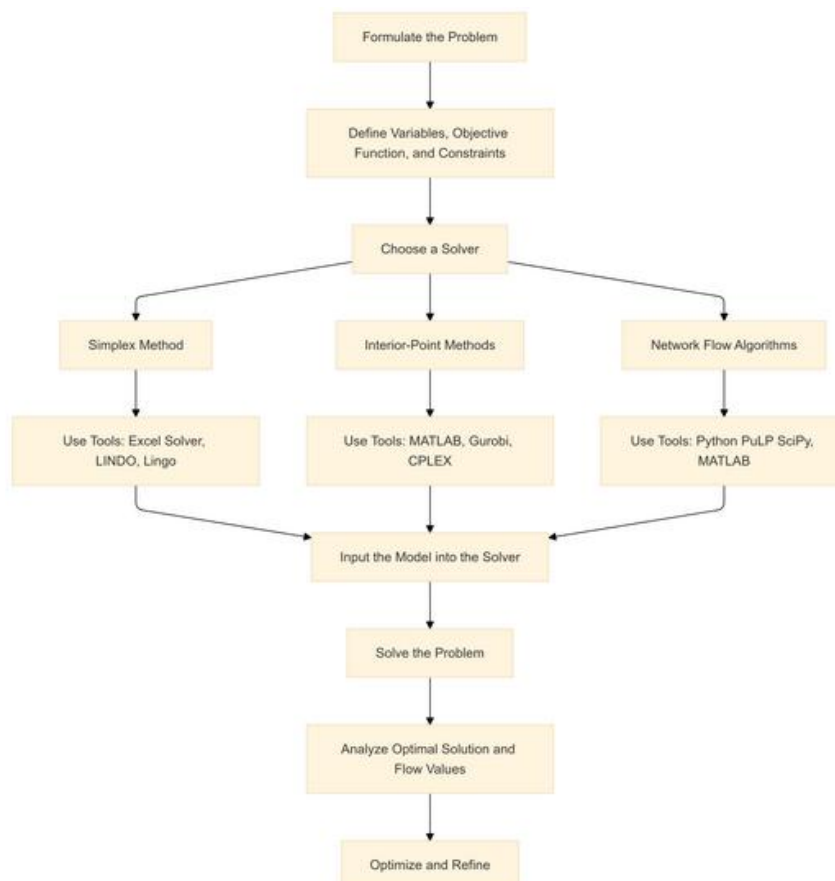 Formulate the Problem
Define Variables, Objective
Function, and Constraints
Choose a Solver
Simplex Method
Interior-Point Methods
Network Flow Algorithms
Use Tools: Excel Solver,
LINDO, Lingo
Use Tools: MATLAB, Gurobi,
CPLEX
Use Tools: Python PuLP SciPy,
MATLAB
Input the Model into the Solver
Solve the Problem
Analyze Optimal Solution and
Flow Values
Optimize and Refine